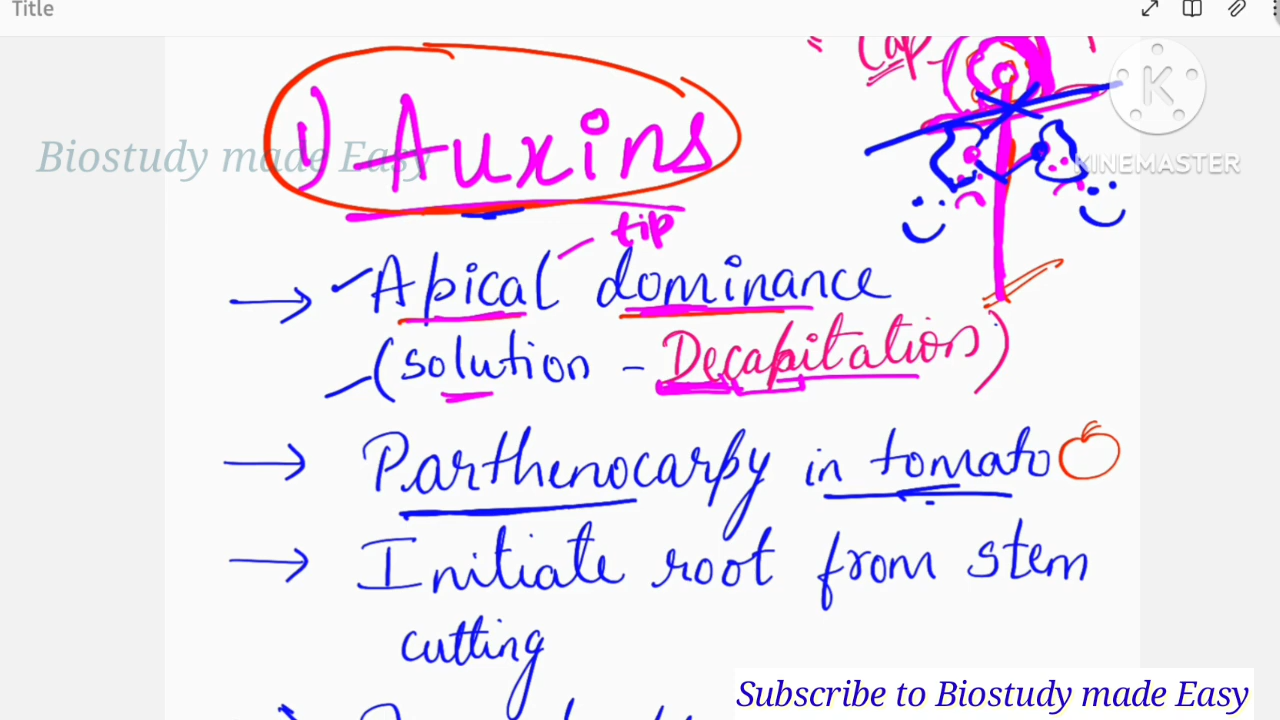 Title
Cap
K
KINEMASTER
Biostudy made Easy
1) Auxins
tip
→ Apical dominance
(solution - Decapitation)
→ Parthenocarpy in tomato
→ Initiate root from stem
cutting
Subscribe to Biostudy made Easy